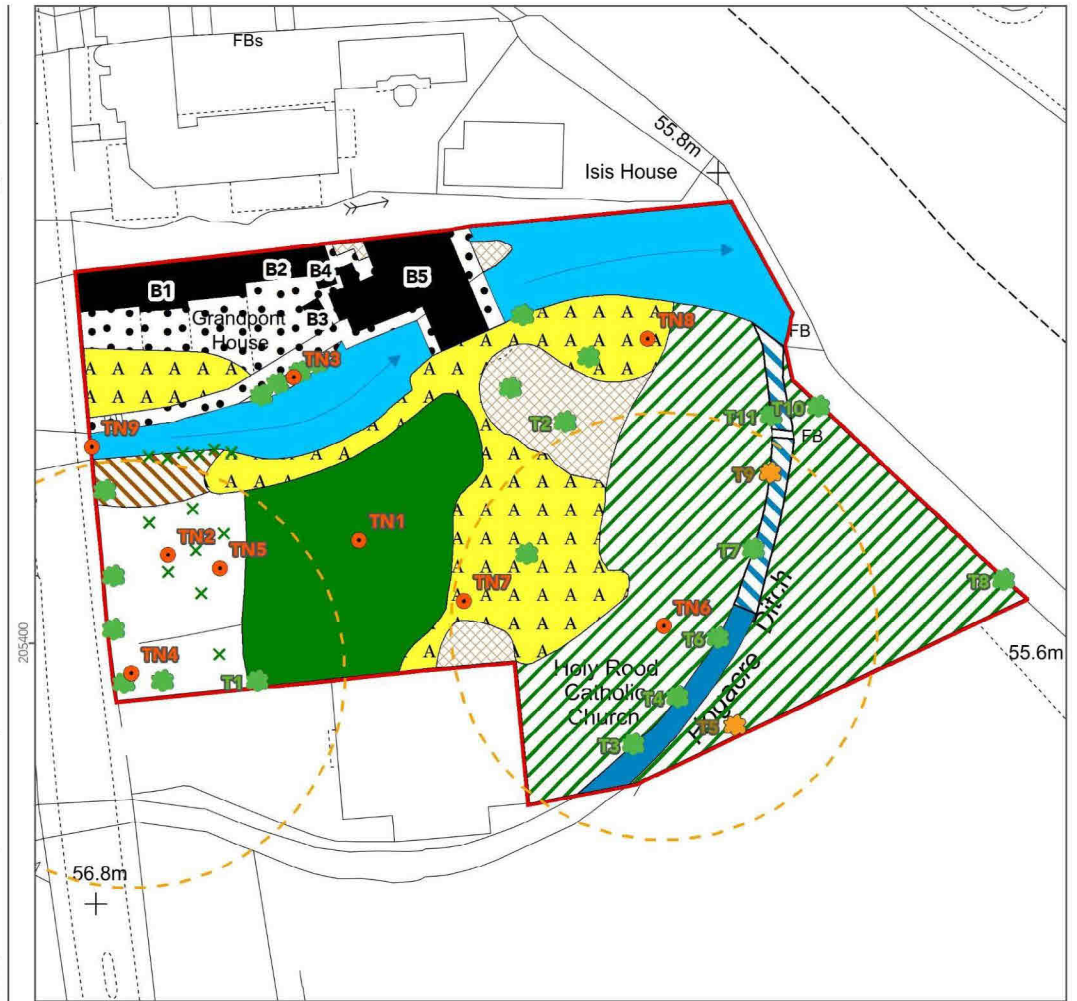 FBs
55.8m
Isis House
B1
B2
B4
B5
B3
Grandpont
House
TN3
TN8
FB
TN9
T2
T11
T10
FB
T9
TN2
TN5
TN1
T7
T8
TN7
TN6
T6
Ditch
205400
TN4
T1
Holy Rood
Catholic
Church
T4
T5
T3
55.6m
56.8m